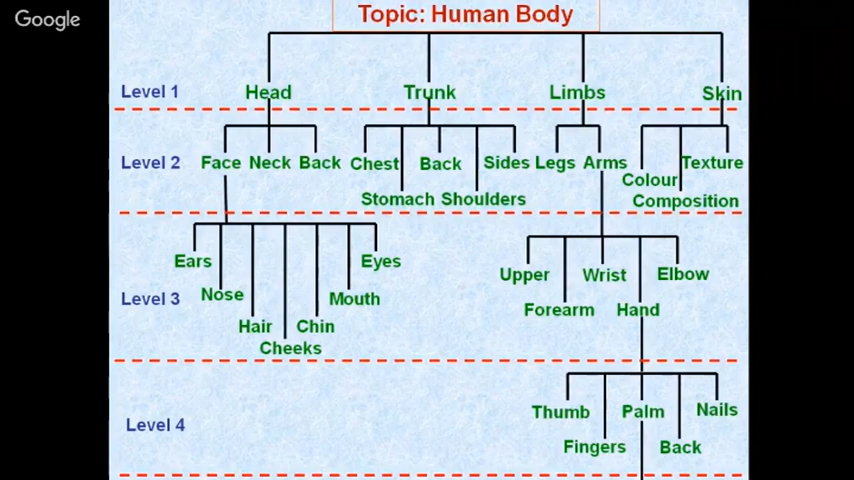 Google
Topic: Human Body
Level 1
Head Trunk Limbs Skin
Level 2
Face Neck Back Chest Back Sides Legs Arms Texture
Colour
Stomach Shoulders Composition
Ears Eyes
Upper Wrist Elbow
Level 3
Nose Mouth
Forearm Hand
Hair Chin
Cheeks
Level 4
Thumb Palm Nails
Fingers Back